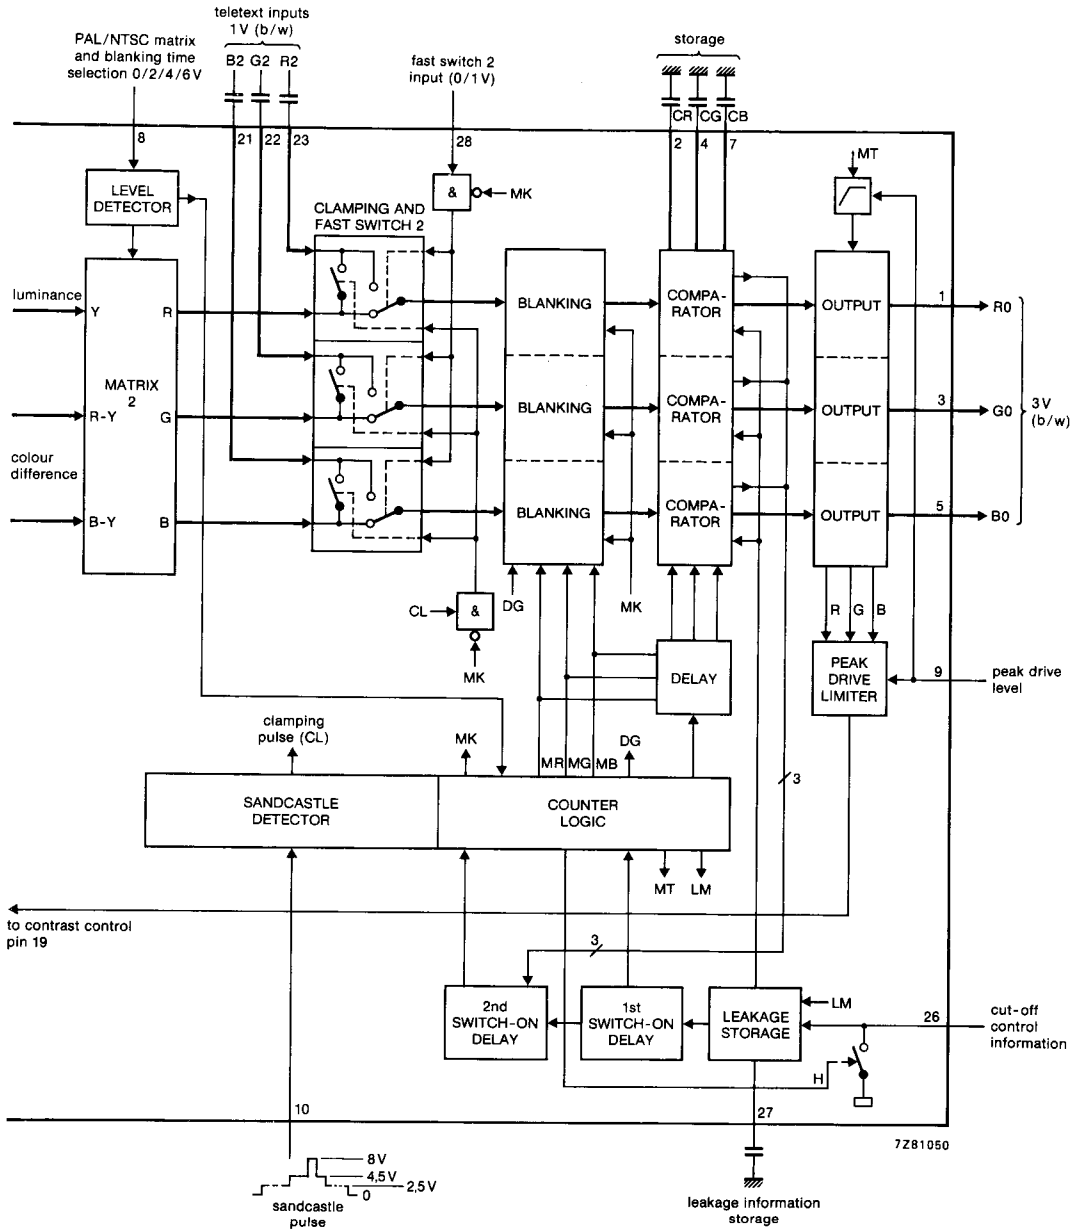 teletext inputs
1 V (b/w)
PAL/NTSC matrix
and blanking time
selection 0/2/4/6V
B2 G2 R2
fast switch 2
input (0/1V)
storage
CR CG CB
8
21 22 23
28
2 4 7
MT
LEVEL
DETECTOR
&
MK
CLAMPING AND
FAST SWITCH 2
luminance
Y
R
BLANKING
COMPA-
RATOR
OUTPUT
1
R0
MATRIX
2
R-Y
G
BLANKING
COMPA-
RATOR
OUTPUT
3
G0
3V
(b/w)
colour
difference
B-Y
B
BLANKING
COMPA-
RATOR
OUTPUT
5
B0
CL
&
DG
MK
R G B
MK
DELAY
PEAK
DRIVE
LIMITER
9
peak drive
level
clamping
pulse (CL)
MK
MR MG MB
DG
3
SANDCASTLE
DETECTOR
COUNTER
LOGIC
MT LM
to contrast control
pin 19
3
2nd
SWITCH-ON
DELAY
1st
SWITCH-ON
DELAY
LEAKAGE
STORAGE
LM
26
cut-off
control
information
H
10
27
7Z81050
8V
4,5V
2,5V
0
sandcastle
pulse
leakage information
storage